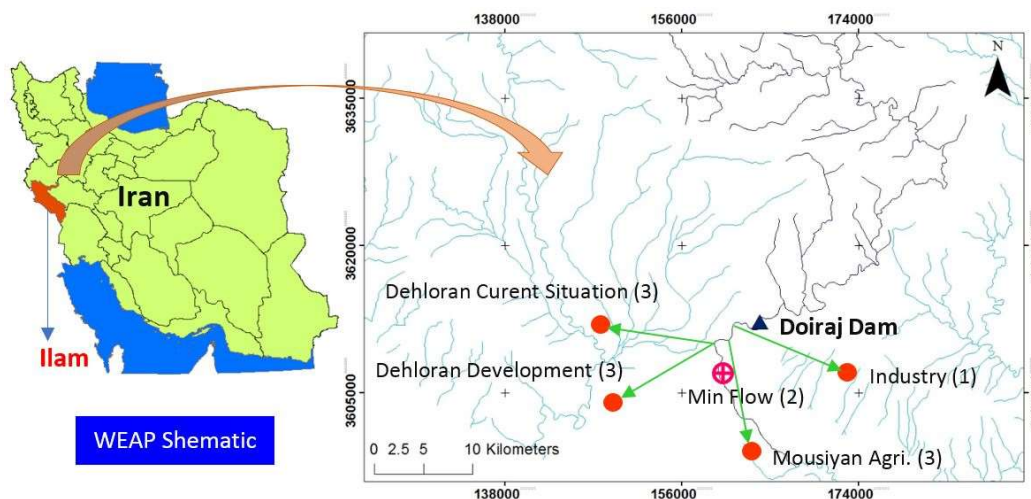 138000 156000 174000
N
3635000
Iran
3620000
Dehloran Curent Situation (3)
Doiraj Dam
Ilam
Dehloran Development (3)
Industry (1)
Min Flow (2)
3605000
WEAP Shematic
0 2.5 5 10 Kilometers
Mousiyan Agri. (3)
138000 156000 174000